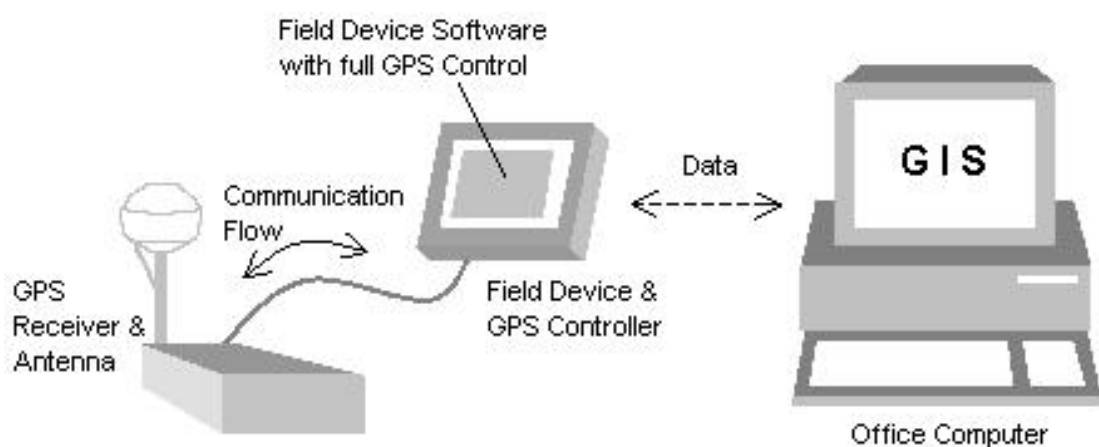 Field Device Software
with full GPS Control
Communication
Flow
Data
G I S
GPS
Receiver &
Antenna
Field Device &
GPS Controller
Office Computer